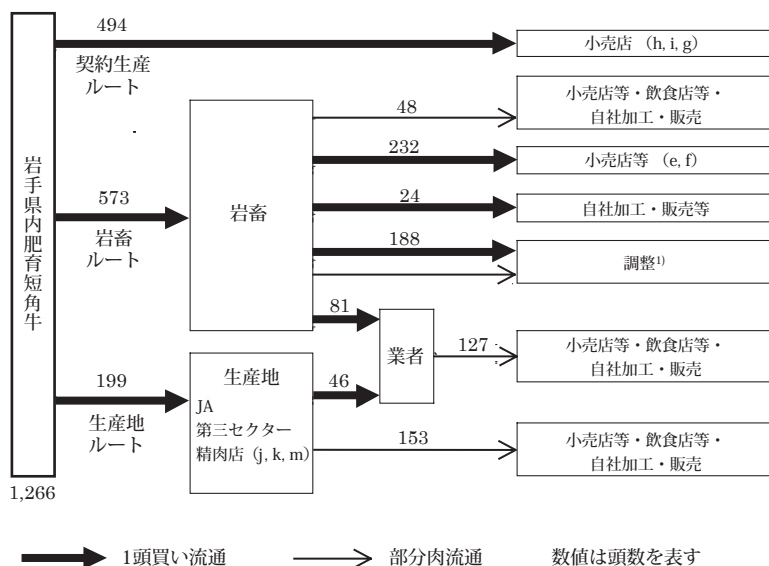 494
契約生産
ルート
小売店 (h, i, g)
48
小売店等・飲食店等・
自社加工・販売
232
小売店等 (e, f)
岩手県内肥育短角牛
573
岩畜
ルート
岩畜
24
自社加工・販売等
188
調整1)
81
業者
127
小売店等・飲食店等・
自社加工・販売
199
生産地
ルート
生産地
JA
第三セクター
精肉店 (j, k, m)
46
153
小売店等・飲食店等・
自社加工・販売
1,266
1頭買い流通
部分肉流通
数値は頭数を表す